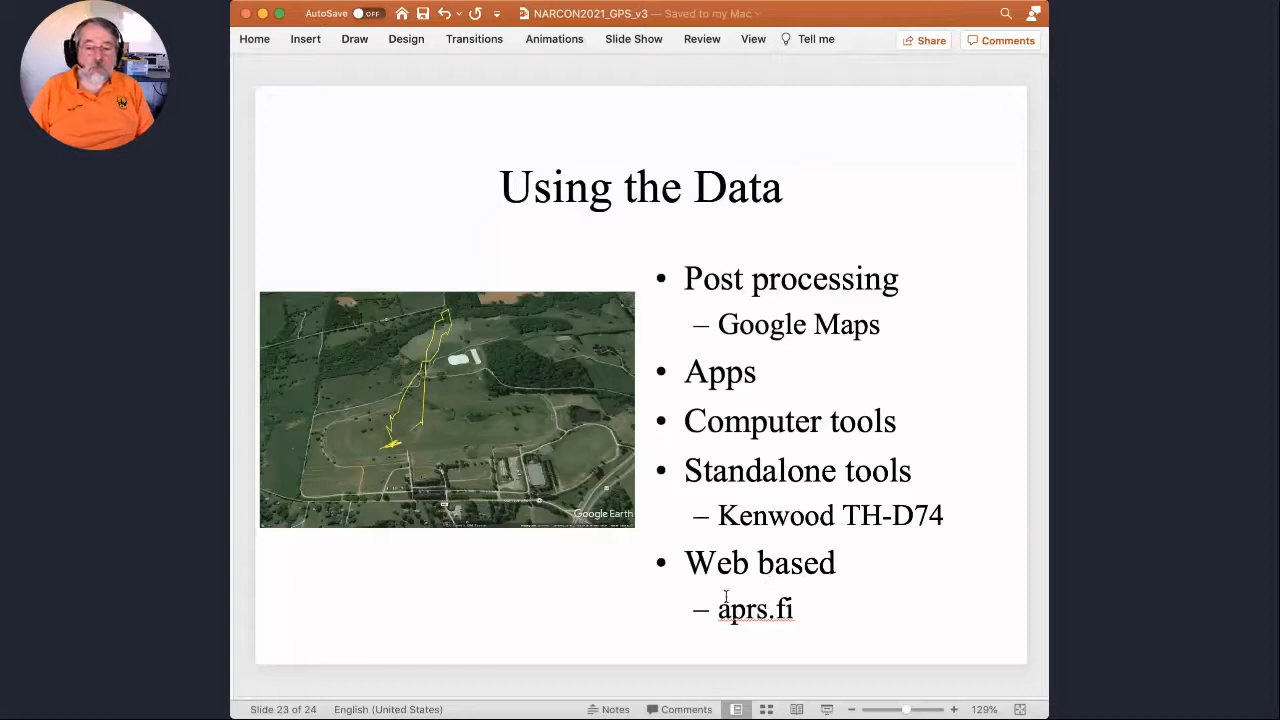 AutoSave OFF
NARCON2021_GPS_v3 — Saved to my Mac
Home Insert Draw Design Transitions Animations Slide Show Review View Tell me Share Comments
Using the Data
• Post processing
– Google Maps
• Apps
• Computer tools
• Standalone tools
– Kenwood TH-D74
• Web based
– aprs.fi
Google Earth
Slide 23 of 24 English (United States) Notes Comments 129%